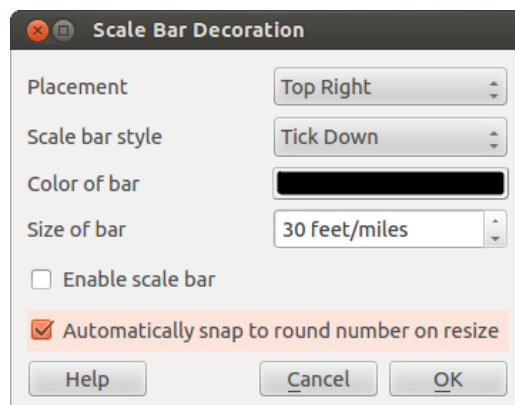 Scale Bar Decoration
Placement Top Right
Scale bar style Tick Down
Color of bar
Size of bar 30 feet/miles
Enable scale bar
Automatically snap to round number on resize
Help Cancel OK